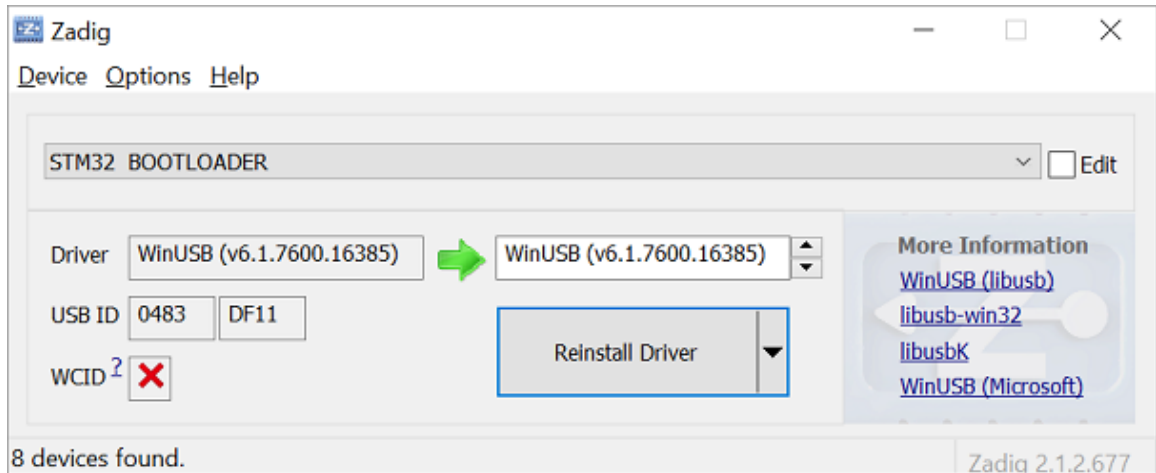 Zadig
Device Options Help
STM32 BOOTLOADER
Edit
Driver WinUSB (v6.1.7600.16385) WinUSB (v6.1.7600.16385)
USB ID 0483 DF11
WCID ?
Reinstall Driver
More Information
WinUSB (libusb)
libusb-win32
libusbK
WinUSB (Microsoft)
8 devices found.
Zadig 2.1.2.677